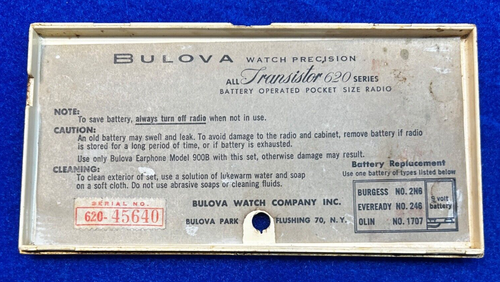 BULOVA WATCH PRECISION
ALL Transistor 620 SERIES
BATTERY OPERATED POCKET SIZE RADIO
NOTE:
To save battery, always turn off radio when not in use.
CAUTION:
An old battery may swell and leak. To avoid damage to the radio and cabinet, remove battery if radio
is stored for a long period of time, or if battery is exhausted.
Use only Bulova Earphone Model 900B with this set, otherwise damage may result.
CLEANING:
To clean exterior of set, use a solution of lukewarm water and soap
on a soft cloth. Do not use abrasive soaps or cleaning fluids.
Battery Replacement
Use one battery of types listed below
BURGESS NO. 2N6
EVEREADY NO. 246
OLIN NO. 1707
9 volt
battery
SERIAL NO.
620-45640
BULOVA WATCH COMPANY INC.
BULOVA PARK FLUSHING 70, N.Y.